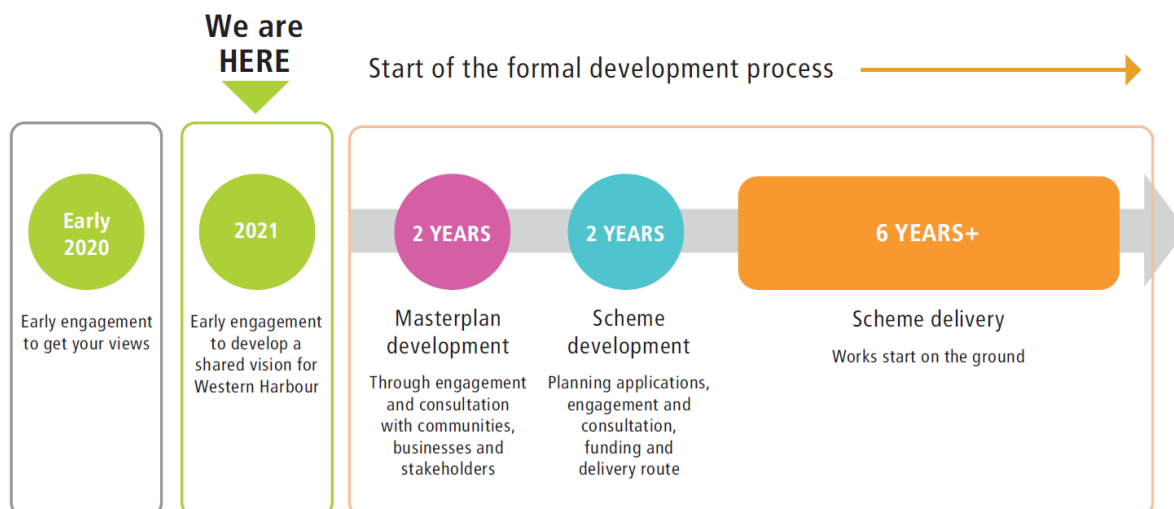 We are
HERE
Start of the formal development process
Early
2020
Early engagement
to get your views
2021
Early engagement
to develop a
shared vision for
Western Harbour
2 YEARS
Masterplan
development
Through engagement
and consultation
with communities,
businesses and
stakeholders
2 YEARS
Scheme
development
Planning applications,
engagement and
consultation,
funding and
delivery route
6 YEARS+
Scheme delivery
Works start on the ground